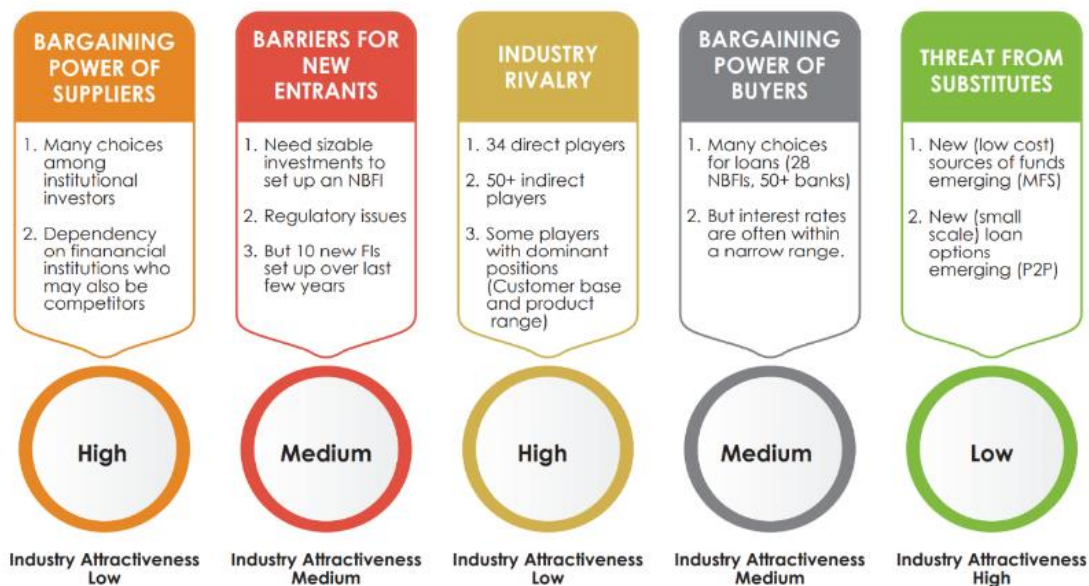 BARGAINING
POWER OF
SUPPLIERS
1. Many choices
among
institutional
investors
2. Dependency
on finanancial
institutions who
may also be
competitors
High
Industry Attractiveness
Low
BARRIERS FOR
NEW
ENTRANTS
1. Need sizable
investments to
set up an NBFI
2. Regulatory issues
3. But 10 new FIs
set up over last
few years
Medium
Industry Attractiveness
Medium
INDUSTRY
RIVALRY
1. 34 direct players
2. 50+ indirect
players
3. Some players
with dominant
positions
(Customer base
and product
range)
High
Industry Attractiveness
Low
BARGAINING
POWER OF
BUYERS
1. Many choices
for loans (28
NBFIs, 50+ banks)
2. But interest rates
are often within
a narrow range.
Medium
Industry Attractiveness
Medium
THREAT FROM
SUBSTITUTES
1. New (low cost)
sources of funds
emerging (MFS)
2. New (small
scale) loan
options
emerging (P2P)
Low
Industry Attractiveness
High